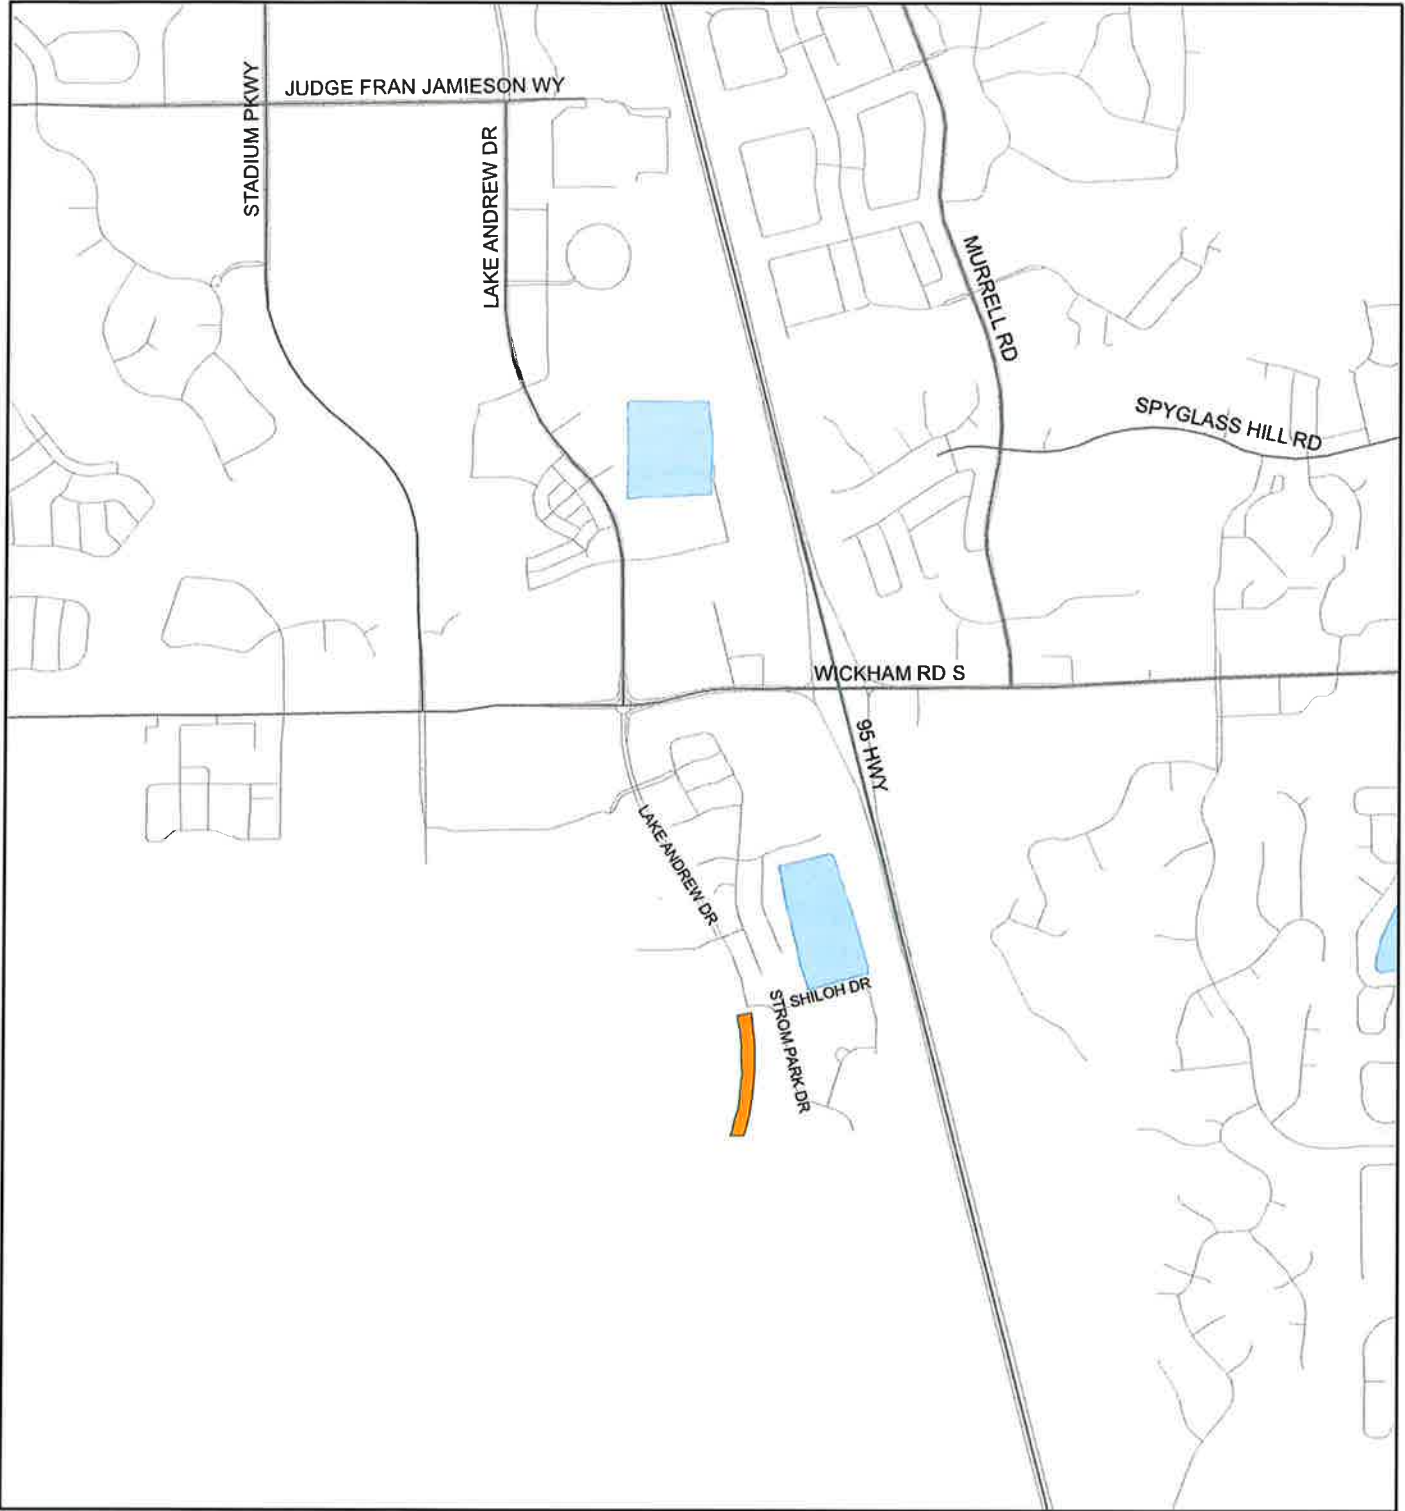 JUDGE FRAN JAMIESON WY
STADIUM PKWY
LAKE ANDREW DR
MURRELL RD
SPYGLASS HILL RD
WICKHAM RD S
95 HWY
LAKE ANDREW DR
SHILOH DR
STROM PARK DR